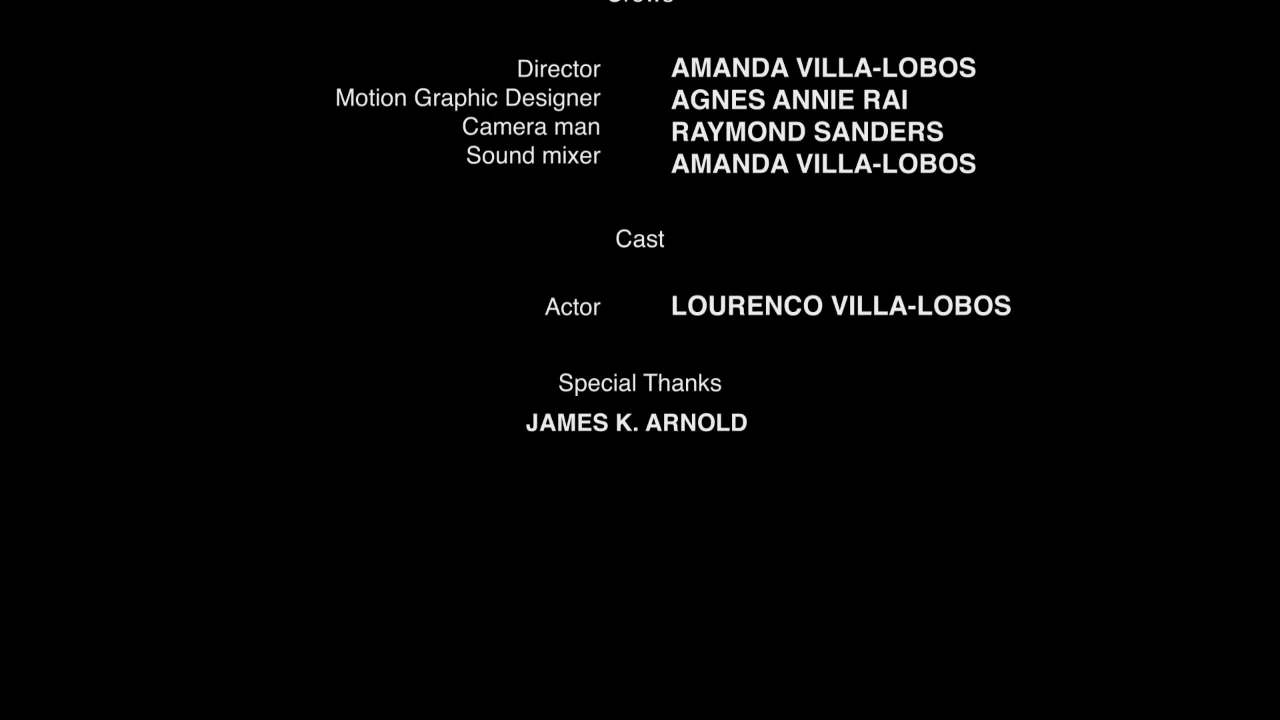 Director AMANDA VILLA-LOBOS
Motion Graphic Designer AGNES ANNIE RAI
Camera man RAYMOND SANDERS
Sound mixer AMANDA VILLA-LOBOS
Cast
Actor LOURENCO VILLA-LOBOS
Special Thanks
JAMES K. ARNOLD